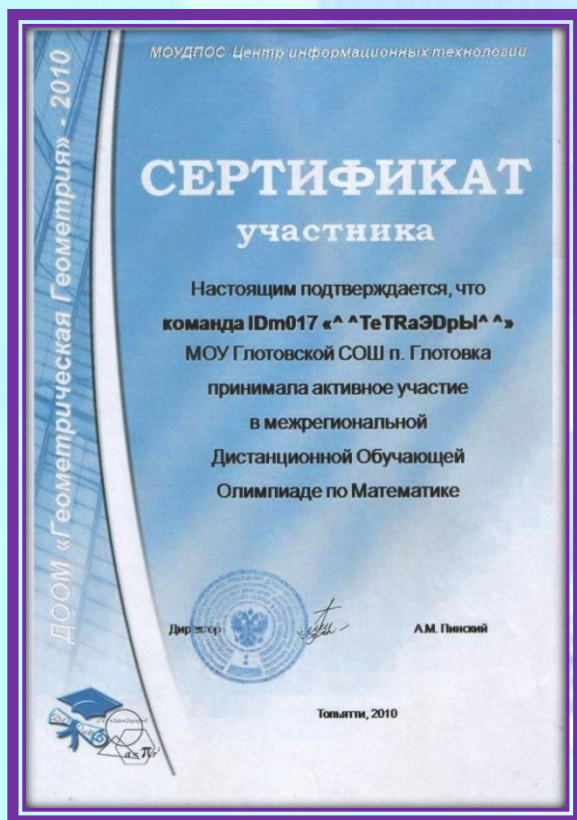 МОУДПОС Центр информационных технологий
ДООМ «Геометрическая Геометрия» - 2010
СЕРТИФИКАТ
участника
Настоящим подтверждается, что
команда IDm017 «^ ^TeTRaЭDpЫ^ ^»
МОУ Глотовской СОШ п. Глотовка
принимала активное участие
в межрегиональной
Дистанционной Обучающей
Олимпиаде по Математике
Директор
А.М. Пинский
Тольятти, 2010